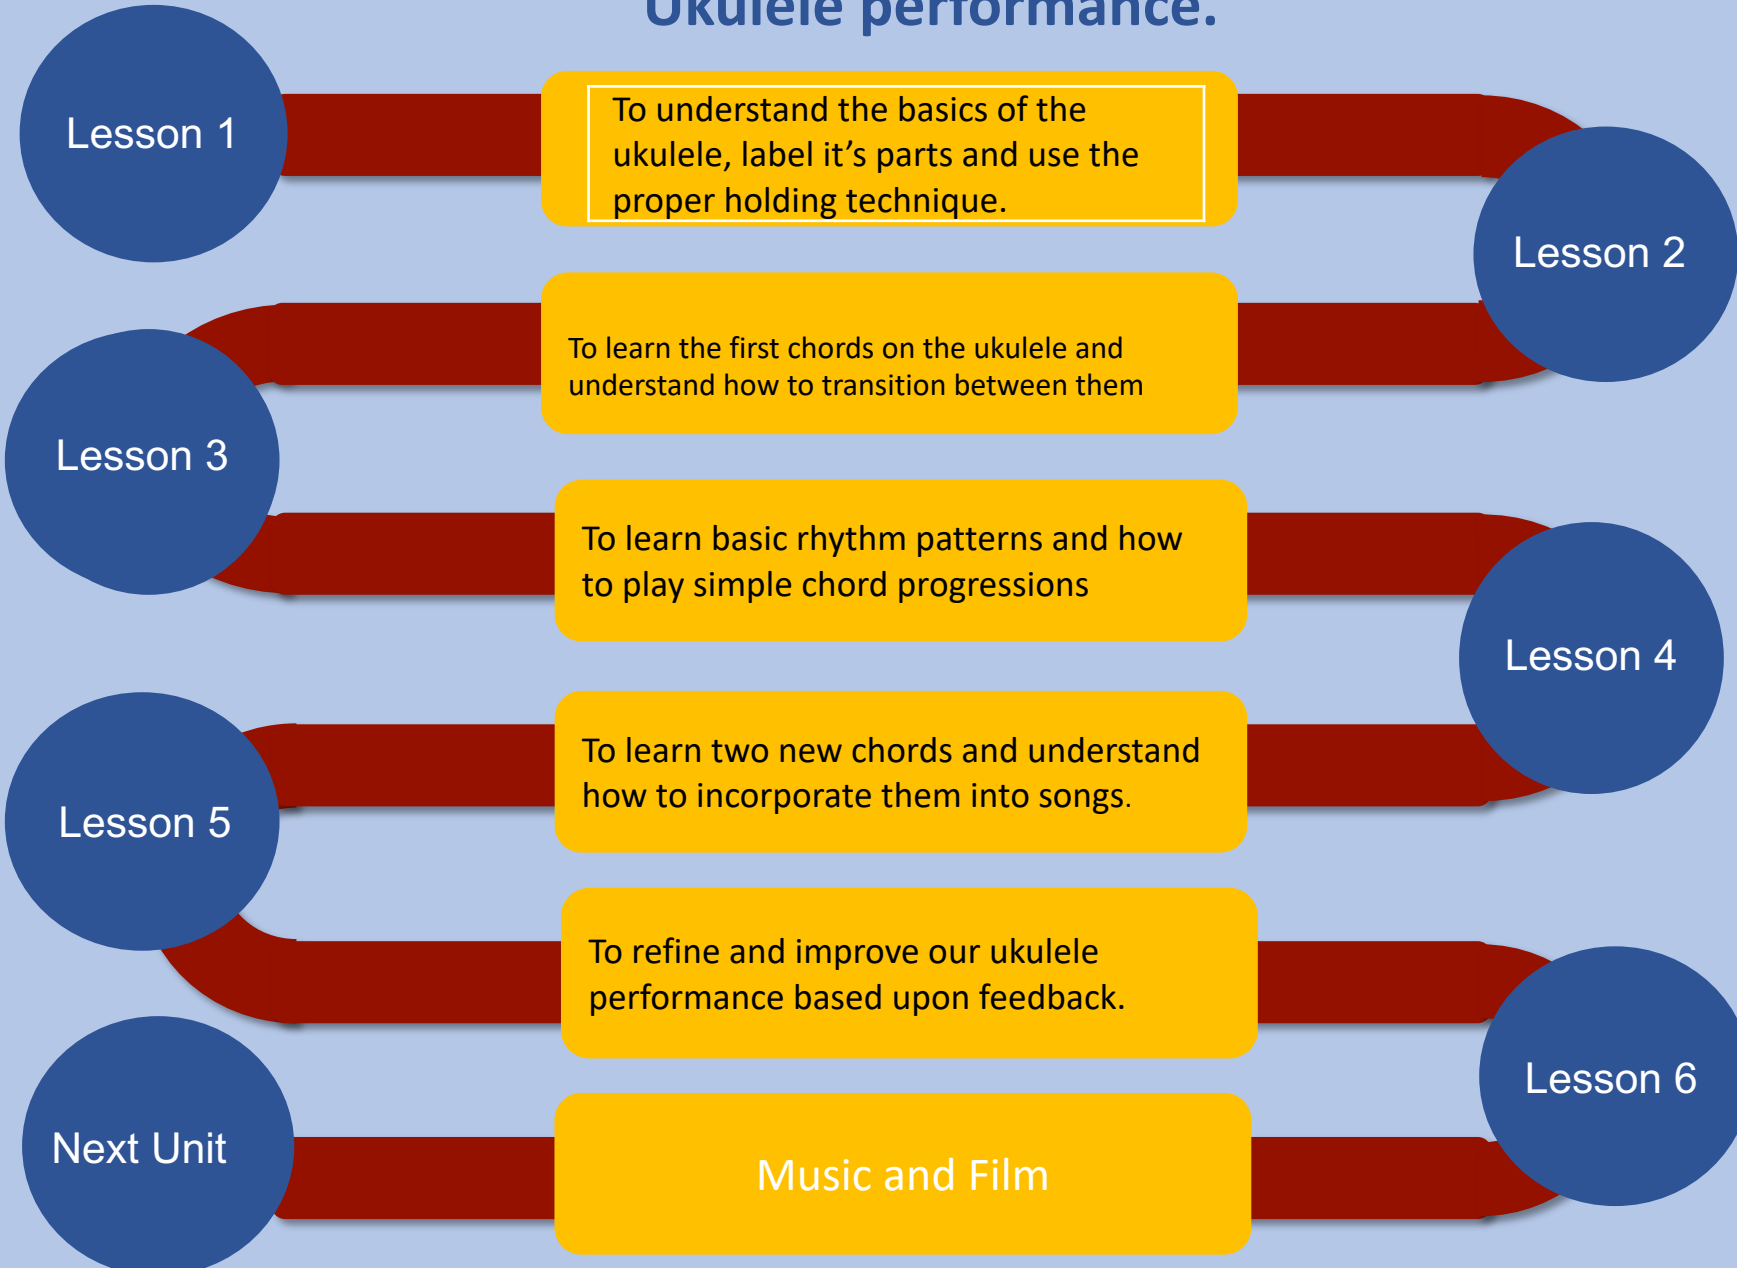 Ukulele performance.
Lesson 1
To understand the basics of the
ukulele, label it's parts and use the
proper holding technique.
Lesson 2
To learn the first chords on the ukulele and
understand how to transition between them
Lesson 3
To learn basic rhythm patterns and how
to play simple chord progressions
Lesson 4
To learn two new chords and understand
how to incorporate them into songs.
Lesson 5
To refine and improve our ukulele
performance based upon feedback.
Lesson 6
Music and Film
Next Unit